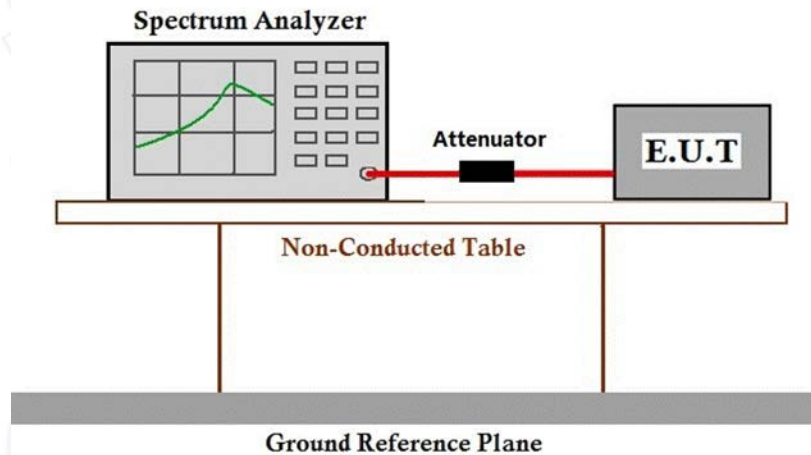 Spectrum Analyzer
Attenuator
E.U.T
Non-Conducted Table
Ground Reference Plane